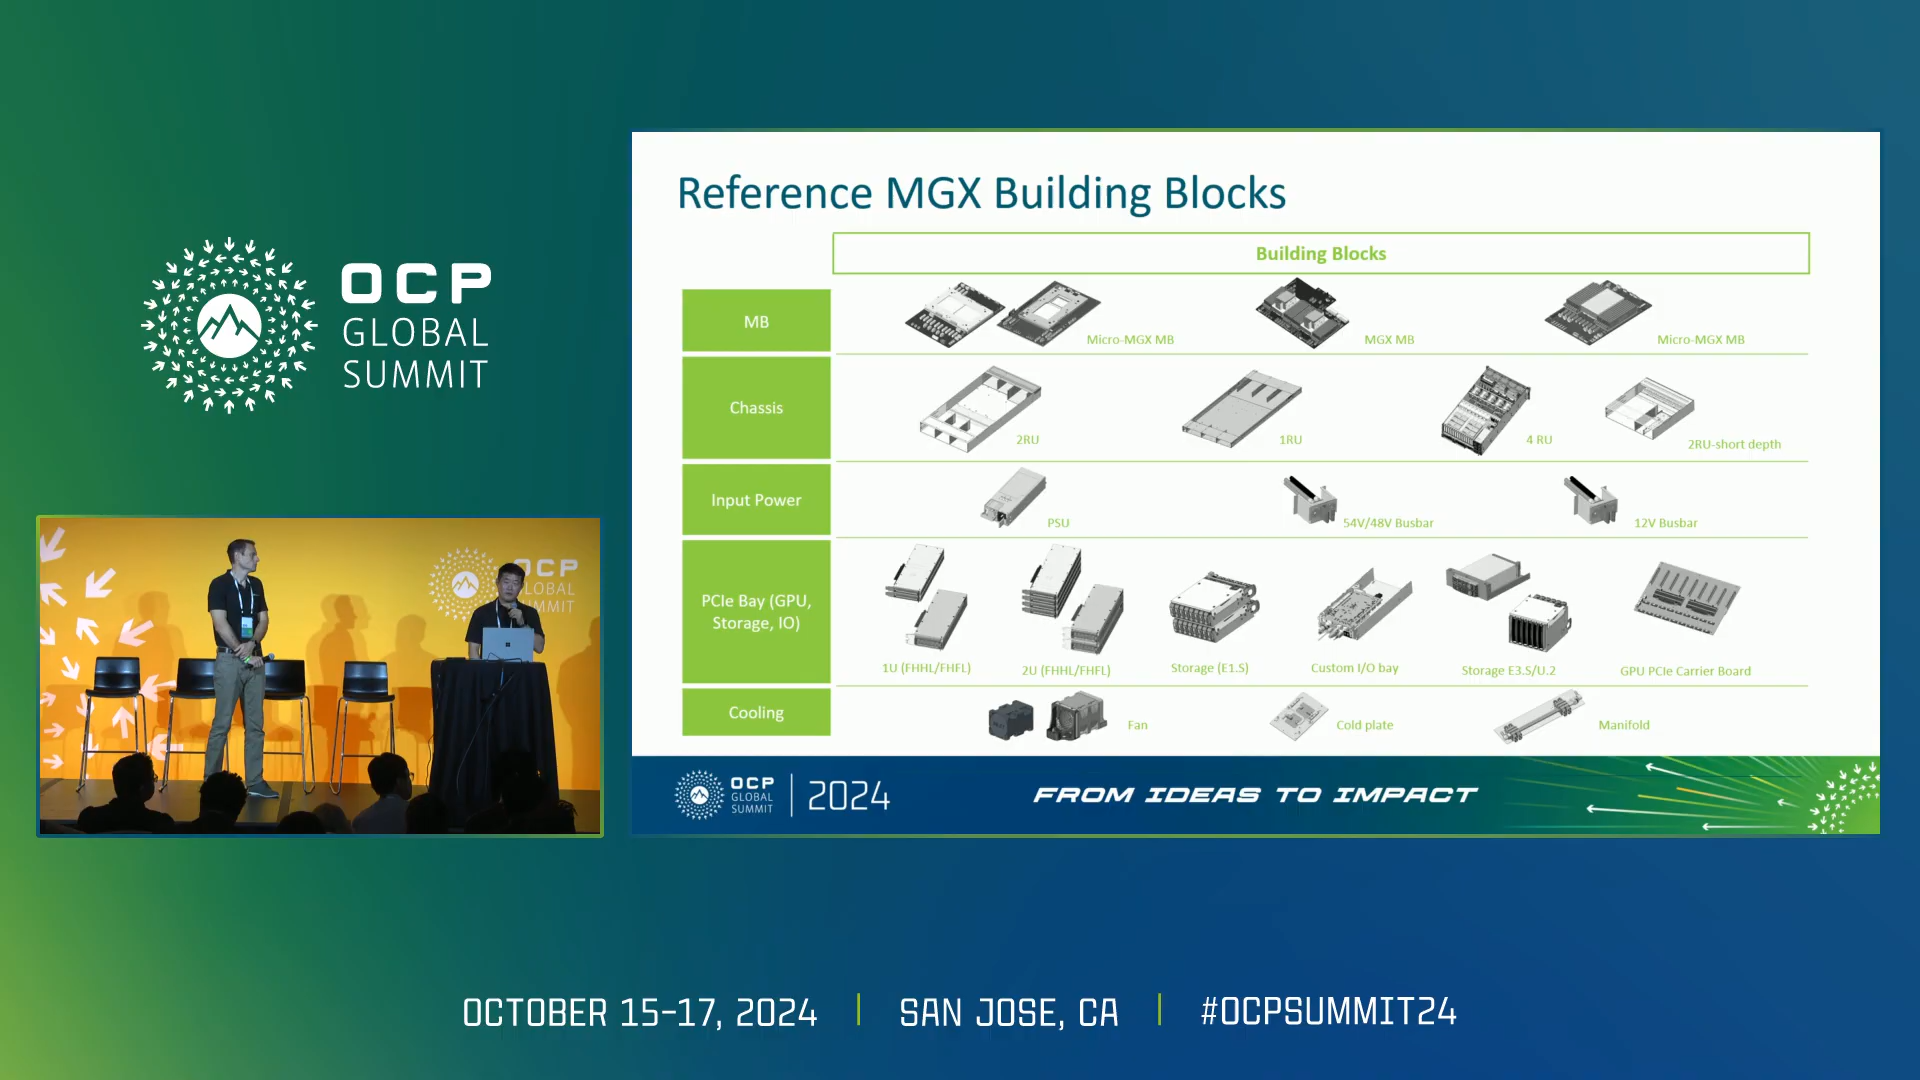 OCP
GLOBAL
SUMMIT
OCP
GLOBAL
SUMMIT
Reference MGX Building Blocks
Building Blocks
MB
Micro-MGX MB
MGX MB
Micro-MGX MB
Chassis
2RU
1RU
4 RU
2RU-short depth
Input Power
PSU
54V/48V Busbar
12V Busbar
PCIe Bay (GPU,
Storage, IO)
1U (FHHL/FHFL)
2U (FHHL/FHFL)
Storage (E1.S)
Custom I/O bay
Storage E3.S/U.2
GPU PCIe Carrier Board
Cooling
Fan
Cold plate
Manifold
OCP
GLOBAL
SUMMIT
2024
FROM IDEAS TO IMPACT
OCTOBER 15-17, 2024
SAN JOSE, CA
#OCPSUMMIT24